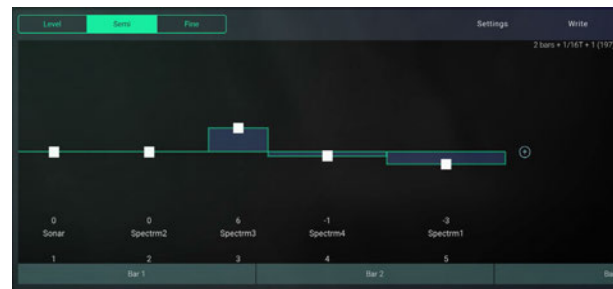 Level Semi Fine Settings Write
2 bars + 1/16T + 1 (197
0 0 6 -1 -3
Sonar Spectrm2 Spectrm3 Spectrm4 Spectrm1
1 2 3 4 5
Bar 1 Bar 2 Ba